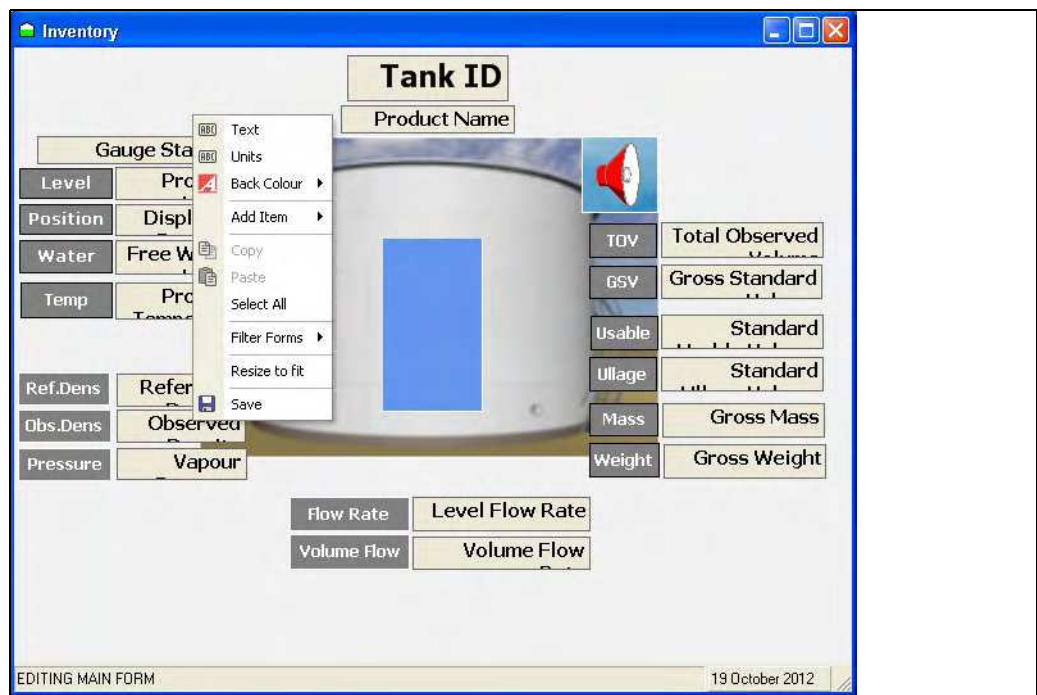 Inventory
Tank ID
Product Name
Gauge Sta
Level
Pro
Position
Displ
Water
Free W
Temp
Pro
Ref.Dens
Refer
Obs.Dens
Observed
Pressure
Vapour
ABC Text
ABC Units
Back Colour
Add Item
Copy
Paste
Select All
Filter Forms
Resize to fit
Save
TOV
Total Observed
GSV
Gross Standard
Usable
Standard
Ullage
Standard
Mass
Gross Mass
Weight
Gross Weight
Flow Rate
Level Flow Rate
Volume Flow
Volume Flow
EDITING MAIN FORM
19 October 2012